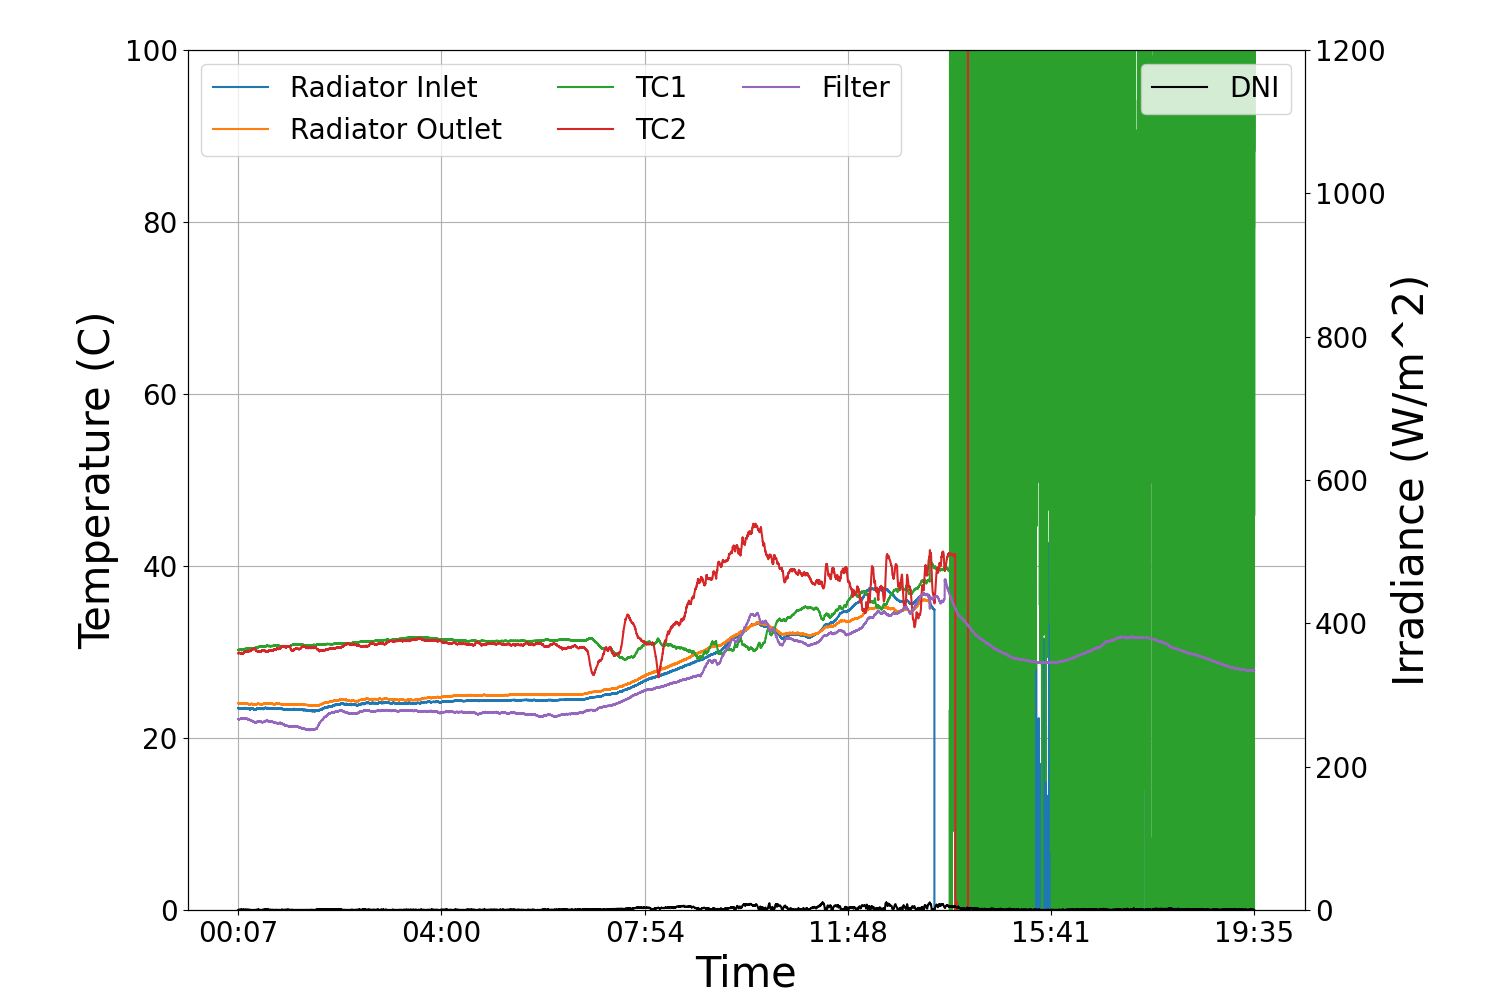 100
80
60
40
20
0
Temperature (C)
Radiator Inlet
Radiator Outlet
TC1
TC2
Filter
DNI
1200
1000
800
600
400
200
0
Irradiance (W/m^2)
00:07 04:00 07:54 11:48 15:41 19:35
Time